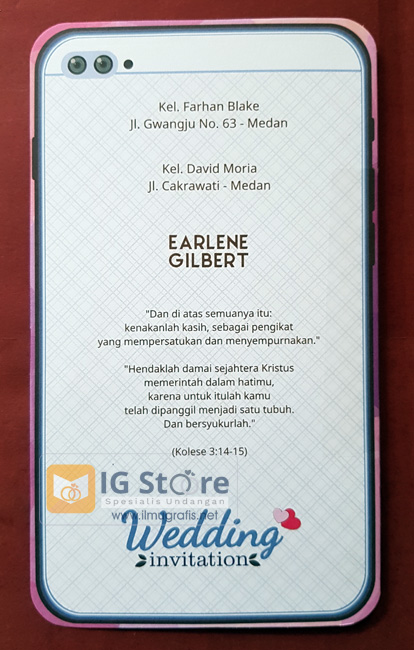 Kel. Farhan Blake
Jl. Gwangju No. 63 - Medan
Kel. David Moria
Jl. Cakrawati - Medan
EARLENE
GILBERT
"Dan di atas semuanya itu:
kenakanlah kasih, sebagai pengikat
yang mempersatukan dan menyempurnakan."
"Hendaklah damai sejahtera Kristus
memerintah dalam hatimu,
karena untuk itulah kamu
telah dipanggil menjadi satu tubuh.
Dan bersyukurlah."
(Kolese 3:14-15)
IG Store
Spesialis Undangan
www.ilmugrafis.net
Wedding
invitation